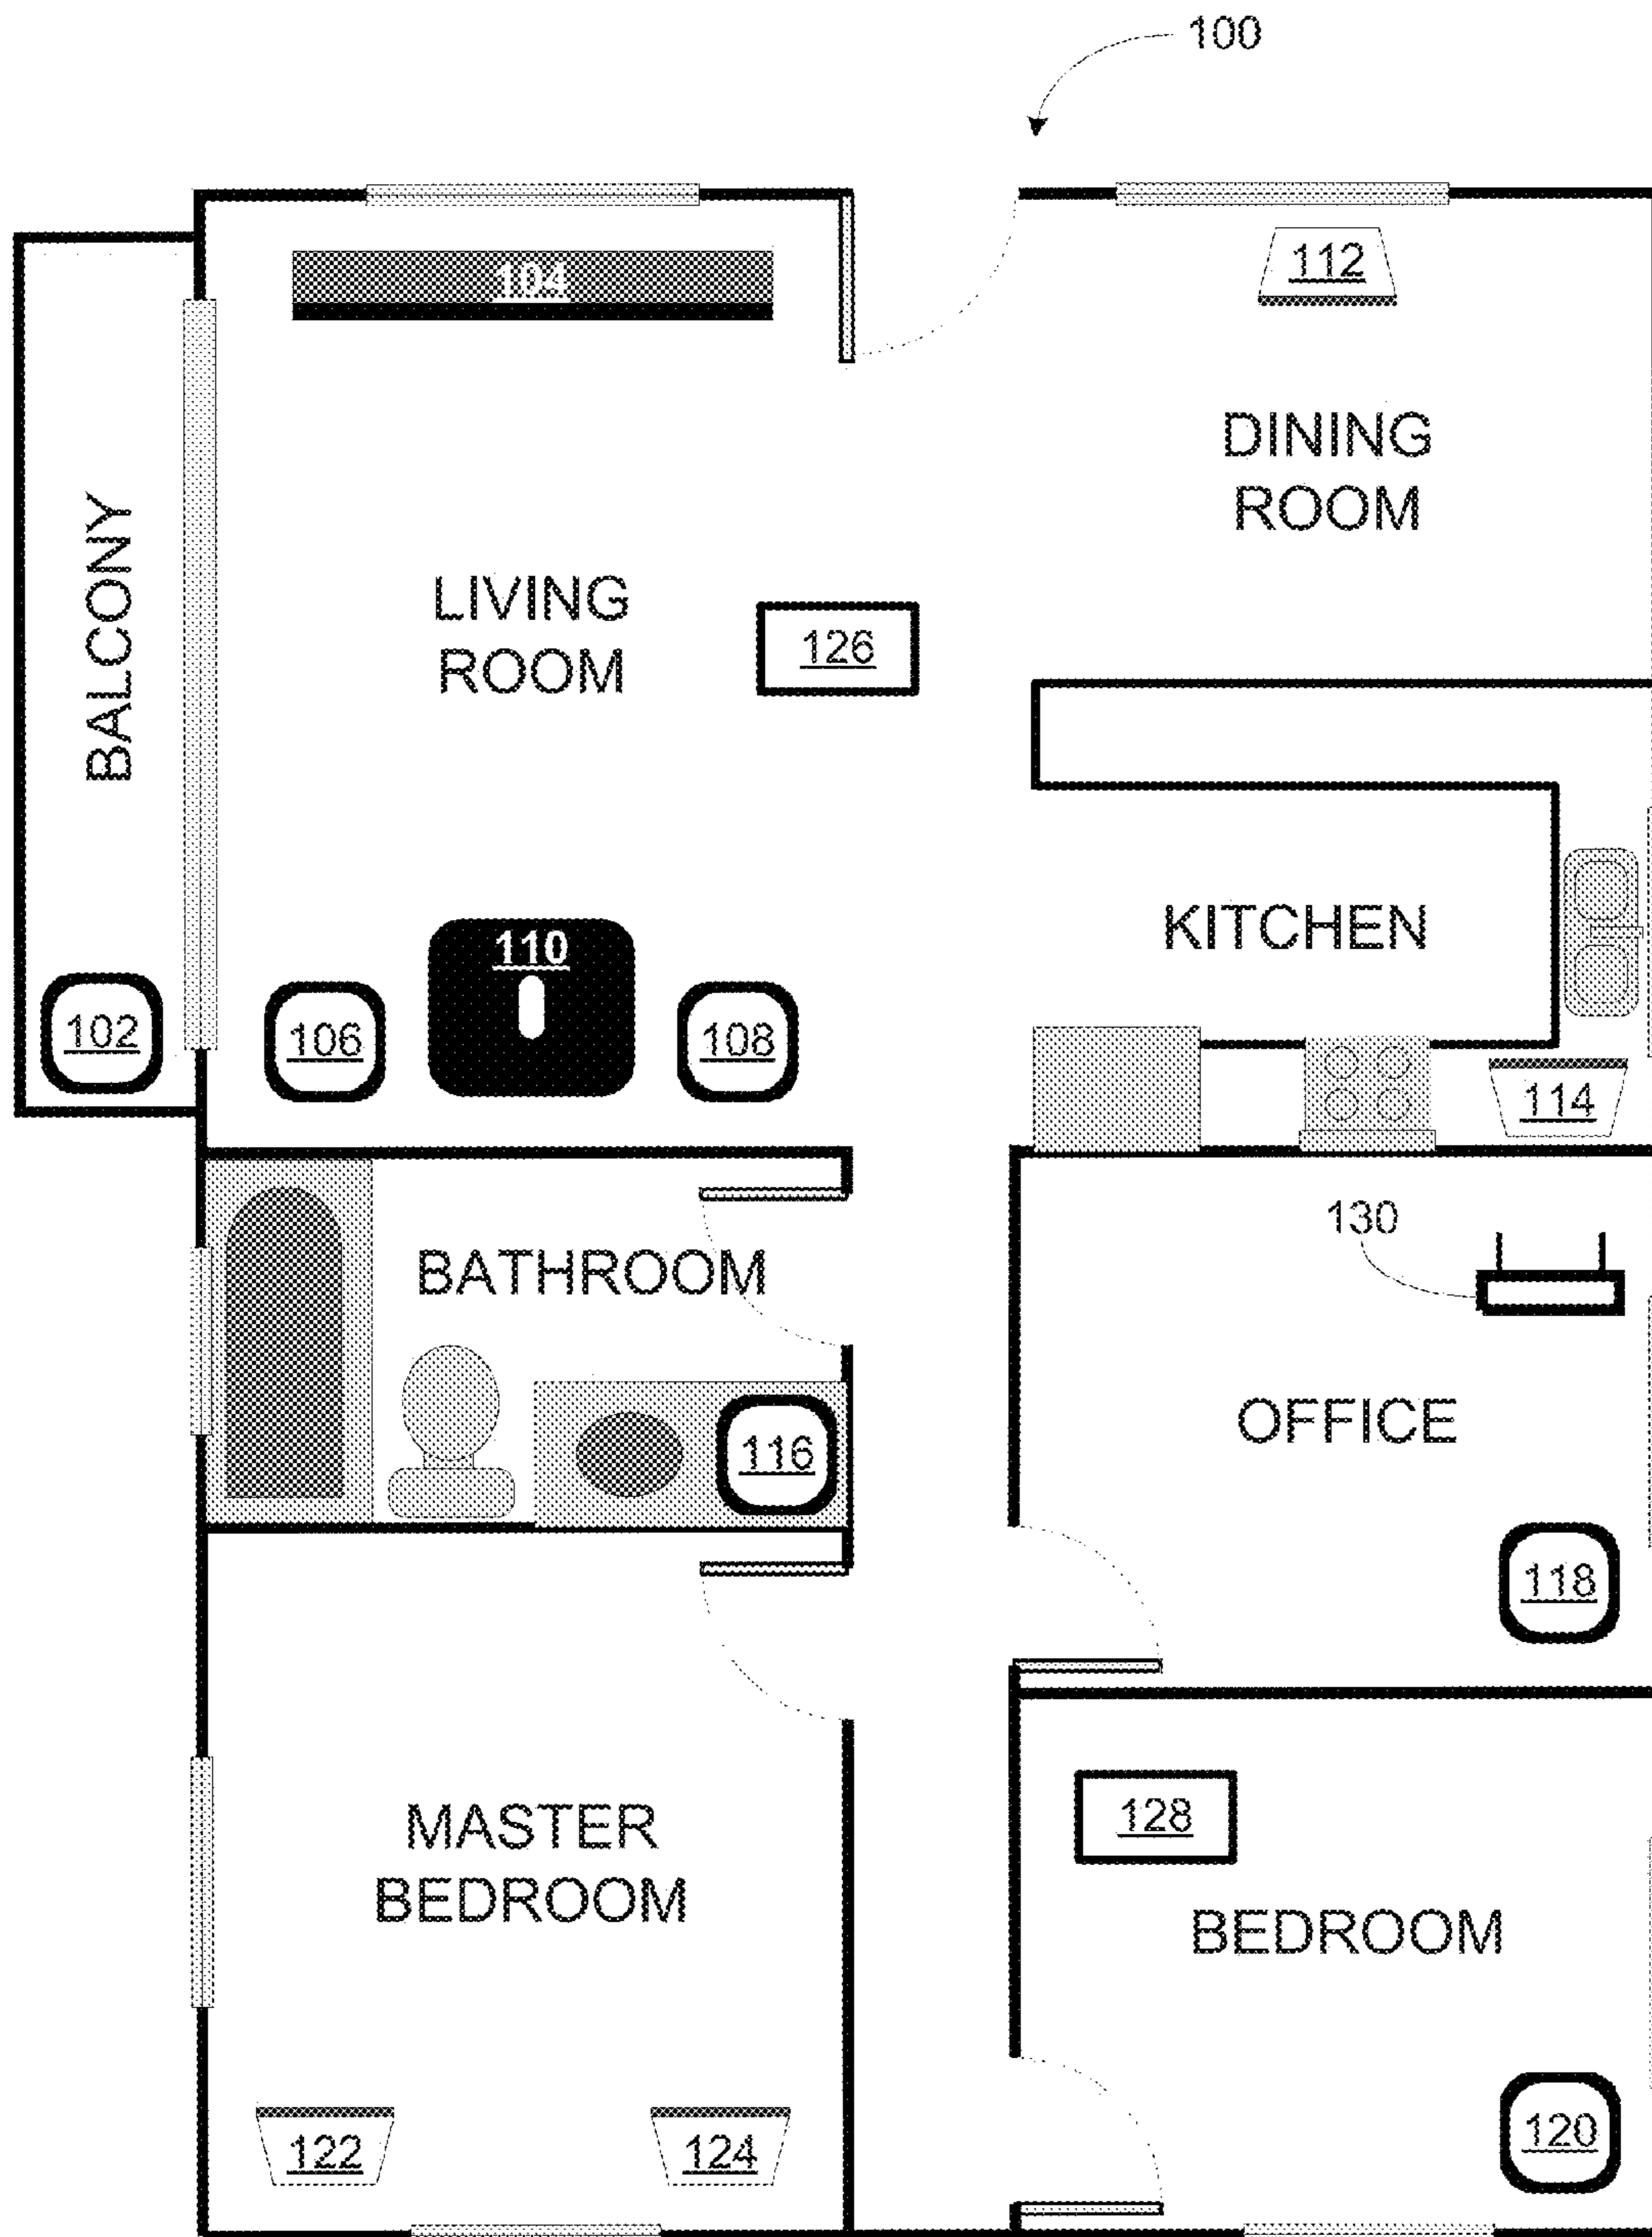 100
104
112
DINING
ROOM
BALCONY
LIVING
ROOM
126
KITCHEN
110
102
106
108
114
130
BATHROOM
OFFICE
116
118
128
MASTER
BEDROOM
BEDROOM
122
124
120